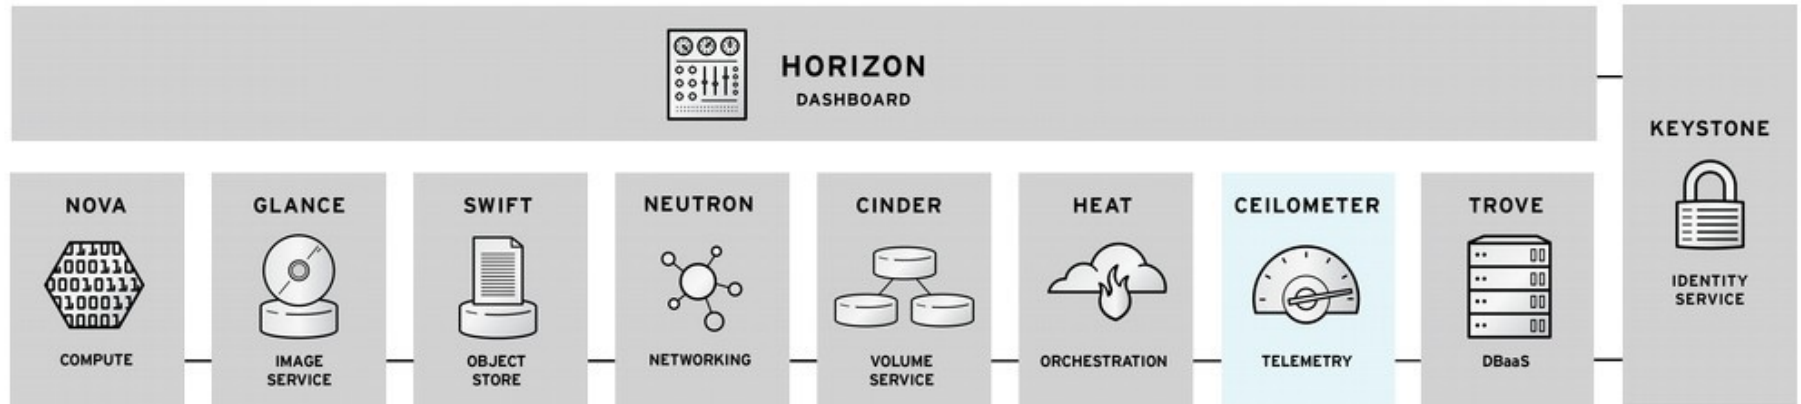 HORIZON
DASHBOARD
KEYSTONE
IDENTITY
SERVICE
NOVA
COMPUTE
GLANCE
IMAGE
SERVICE
SWIFT
OBJECT
STORE
NEUTRON
NETWORKING
CINDER
VOLUME
SERVICE
HEAT
ORCHESTRATION
CEILOMETER
TELEMETRY
TROVE
DBaaS